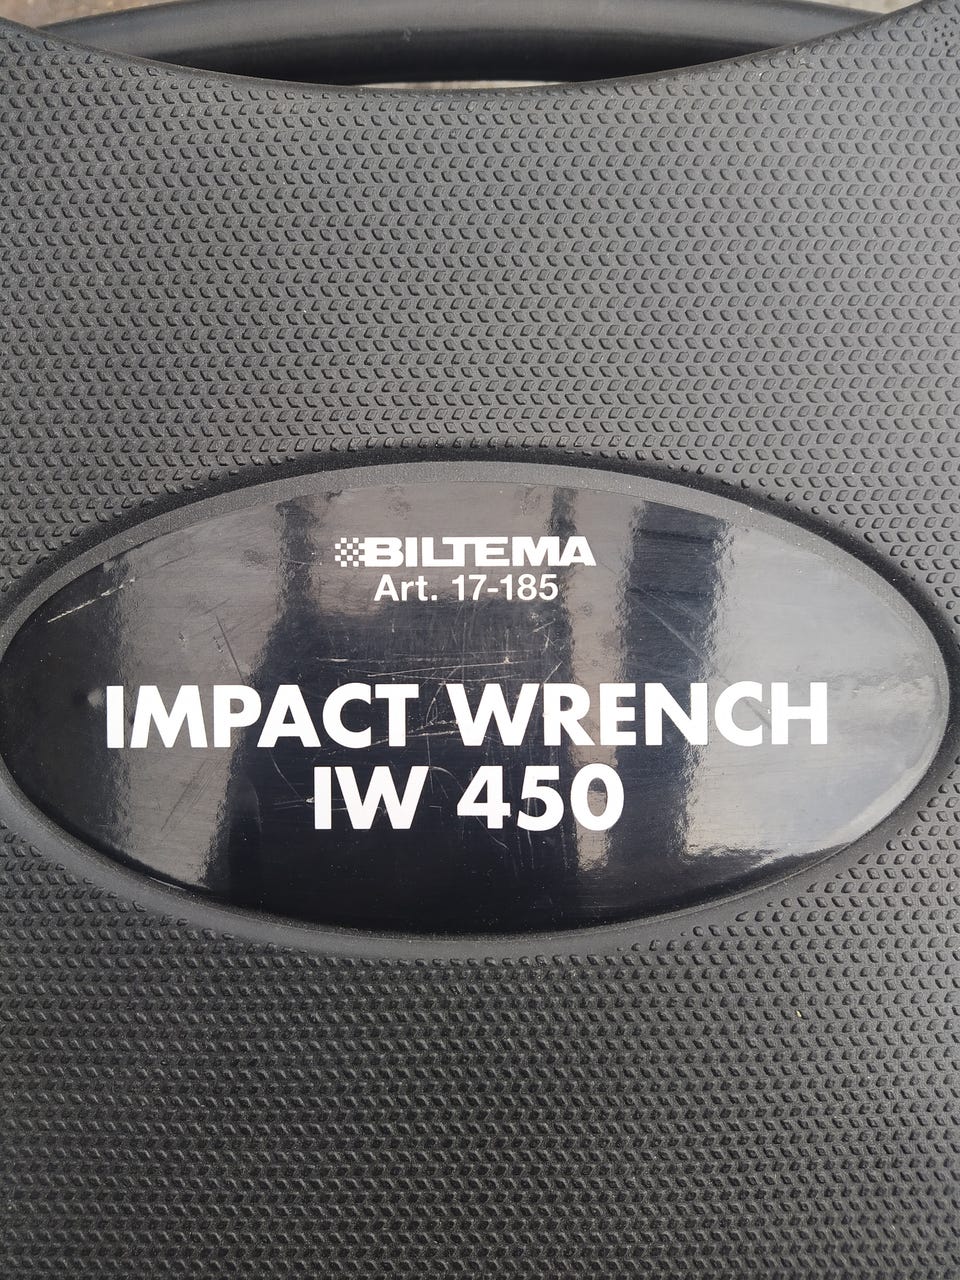 BILTEMA
Art. 17-185
IMPACT WRENCH
IW 450